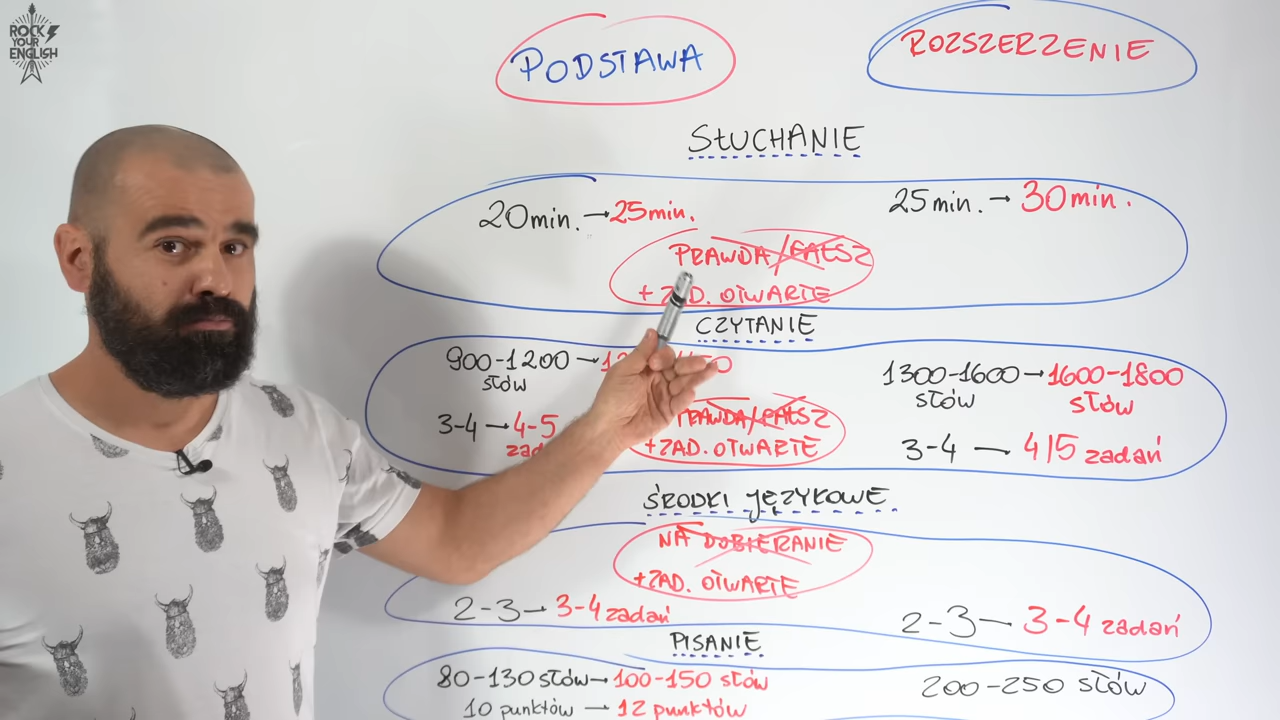 ROCK
YOUR
ENGLISH
PODSTAWA
ROZSZERZENIE
SŁUCHANIE
20min. → 25min.
25min. → 30min.
PRAWDA/FAŁSZ
+ ZAD. OTWARTE
CZYTANIE
900-1200 →
słów
3-4 → 4-5
PRAWDA/FAŁSZ
+ZAD. OTWARTE
1300-1600 → 1600-1800
słów słów
3-4 → 4/5 zadań
ŚRODKI JĘZYKOWE
NA DOBIERANIE
+ZAD. OTWARTE
2-3 → 3-4 zadań
2-3 → 3-4 zadań
PISANIE
80-130 słów → 100-150 słów
10 punktów → 12 punktów
200-250 słów